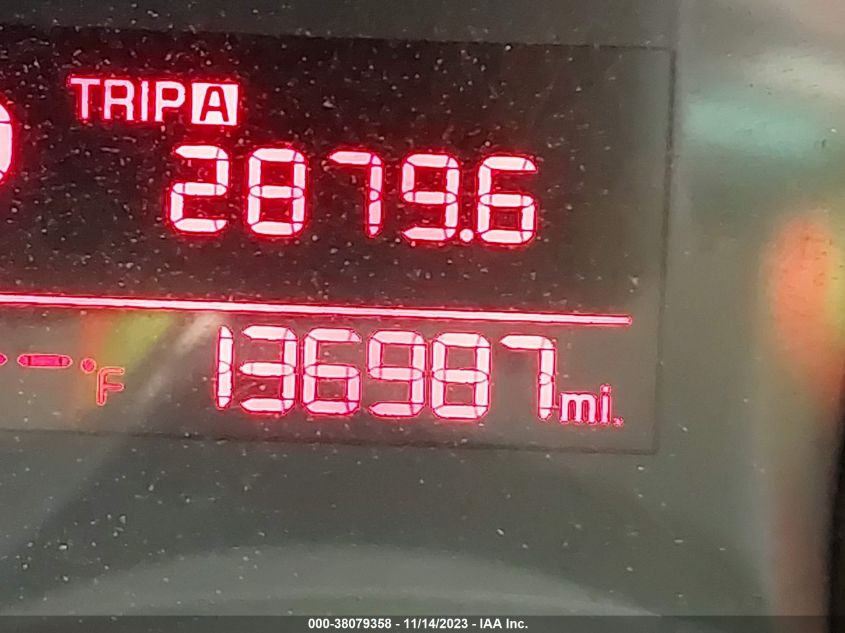 TRIP A
2879.6
--°F 136987 mi.
000-38079358 - 11/14/2023 - IAA Inc.